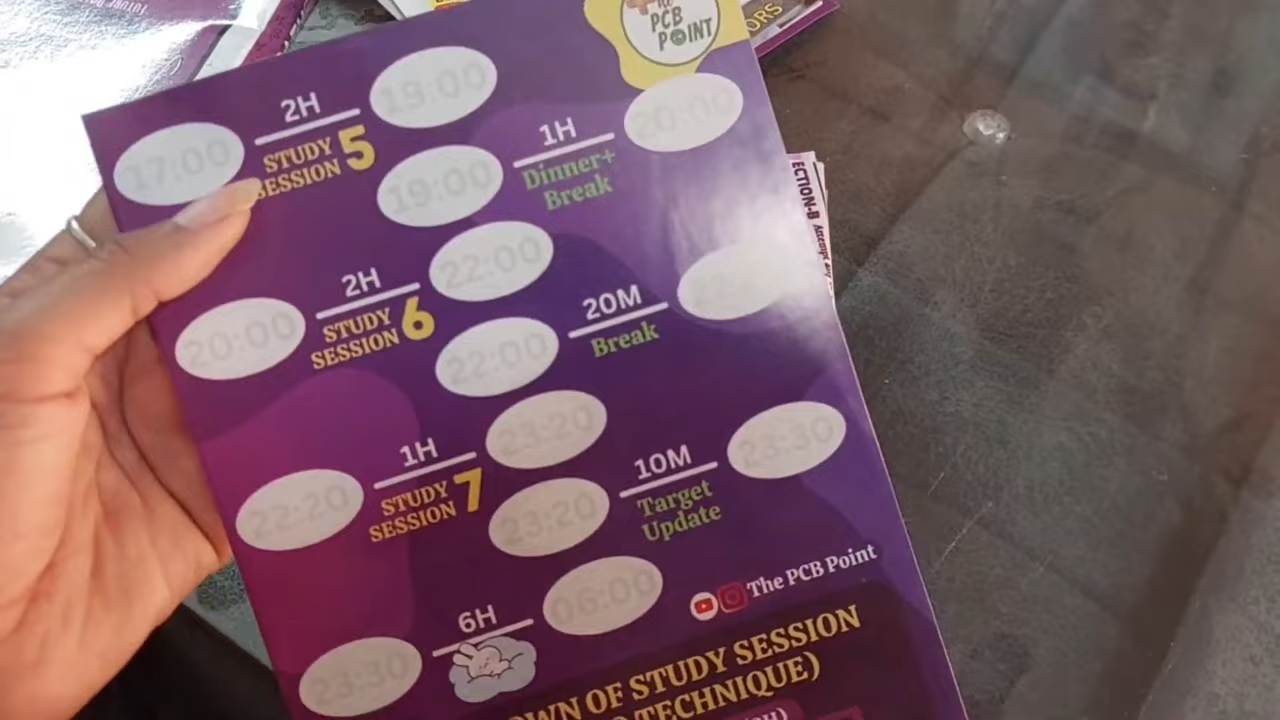 THE
PCB
POINT
ORS
17:00
2H
STUDY
SESSION 5
19:00
19:00
1H
Dinner+
Break
20:00
ECTION-B
20:00
2H
STUDY
SESSION 6
22:00
22:00
20M
Break
22:20
1H
STUDY
SESSION 7
23:20
23:20
10M
Target
Update
23:30
23:30
6H
06:00
The PCB Point
OWN OF STUDY SESSION
TECHNIQUE)